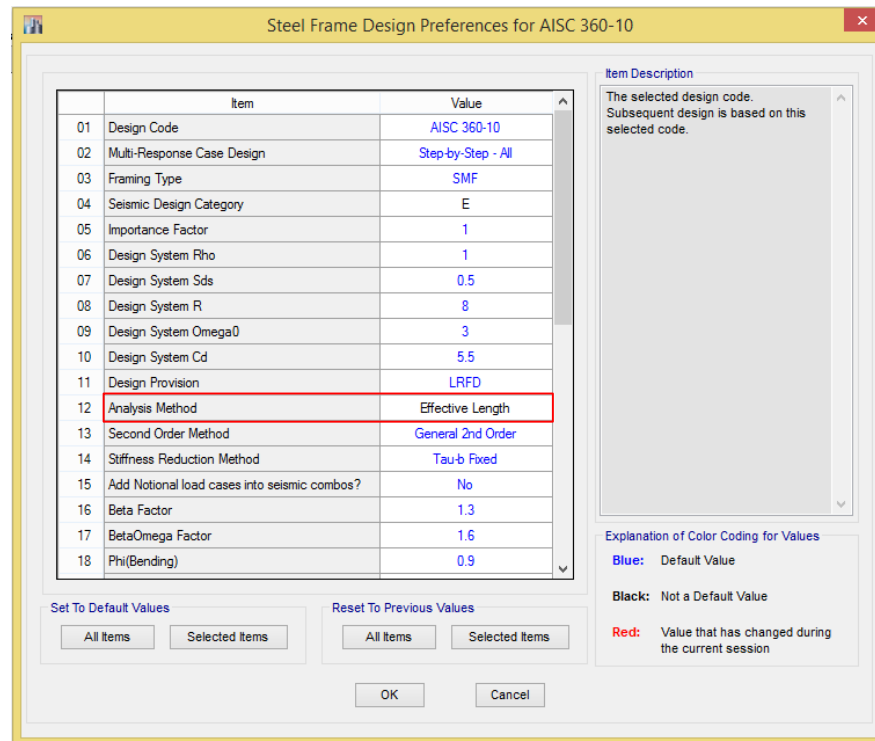 Steel Frame Design Preferences for AISC 360-10
Item Value
01 Design Code AISC 360-10
02 Multi-Response Case Design Step-by-Step - All
03 Framing Type SMF
04 Seismic Design Category E
05 Importance Factor 1
06 Design System Rho 1
07 Design System Sds 0.5
08 Design System R 8
09 Design System Omega0 3
10 Design System Cd 5.5
11 Design Provision LRFD
12 Analysis Method Effective Length
13 Second Order Method General 2nd Order
14 Stiffness Reduction Method Tau-b Fixed
15 Add Notional load cases into seismic combos? No
16 Beta Factor 1.3
17 BetaOmega Factor 1.6
18 Phi(Bending) 0.9
Item Description
The selected design code.
Subsequent design is based on this
selected code.
Explanation of Color Coding for Values
Blue: Default Value
Black: Not a Default Value
Red: Value that has changed during
the current session
Set To Default Values
All Items Selected Items
Reset To Previous Values
All Items Selected Items
OK Cancel